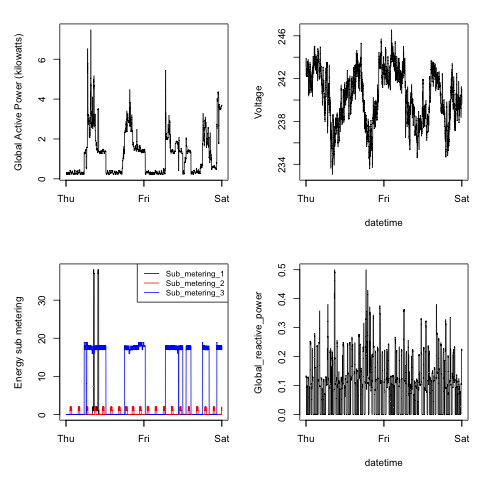 Global Active Power (kilowatts)
0 2 4 6
Thu Fri Sat
Voltage
234 238 242 246
Thu Fri Sat
datetime
Energy sub metering
0 10 20 30
Sub_metering_1
Sub_metering_2
Sub_metering_3
Thu Fri Sat
Global_reactive_power
0.0 0.1 0.2 0.3 0.4 0.5
Thu Fri Sat
datetime